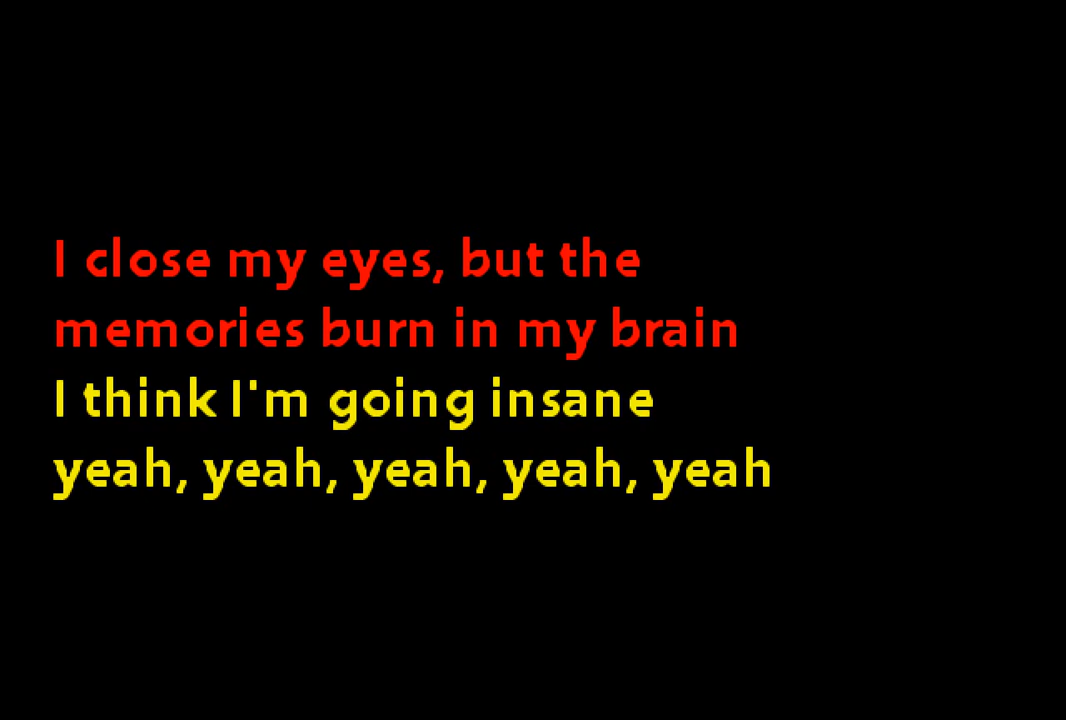 I close my eyes, but the
memories burn in my brain
I think I'm going insane
yeah, yeah, yeah, yeah, yeah